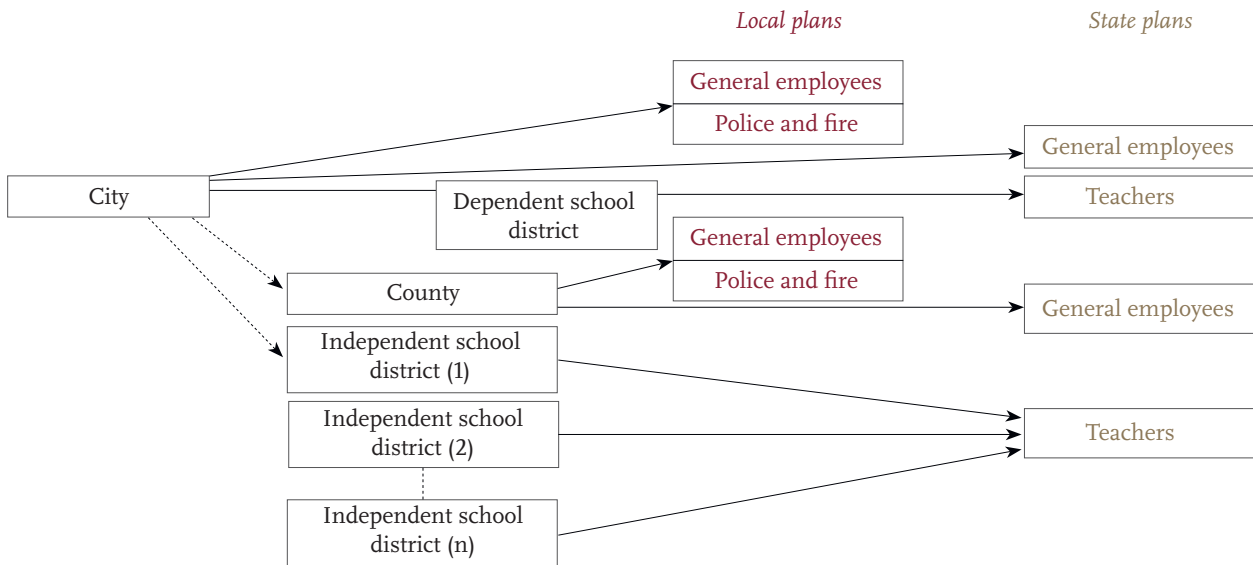 Local plans
State plans
General employees
Police and fire
General employees
City
Dependent school
district
Teachers
General employees
Police and fire
County
General employees
Independent school
district (1)
Independent school
district (2)
Teachers
Independent school
district (n)